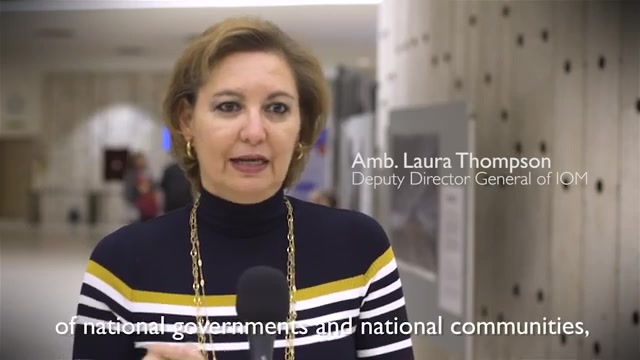 Amb. Laura Thompson
Deputy Director General of IOM
of national governments and national communities,